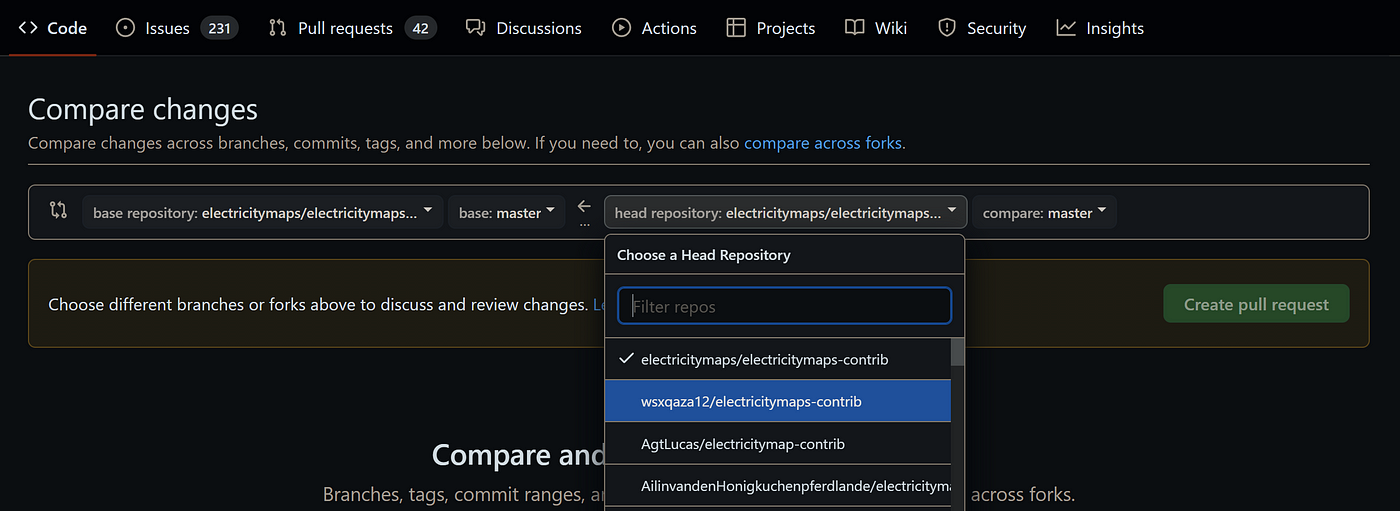 Code Issues 231 Pull requests 42 Discussions Actions Projects Wiki Security Insights
Compare changes
Compare changes across branches, commits, tags, and more below. If you need to, you can also compare across forks.
base repository: electricitymaps/electricitymaps... base: master ... head repository: electricitymaps/electricitymaps... compare: master
Choose a Head Repository
Choose different branches or forks above to discuss and review changes. Filter repos Create pull request
electricitymaps/electricitymaps-contrib
wsxqaza12/electricitymaps-contrib
AgtLucas/electricitymap-contrib
Compare and
AilinvandenHonigkuchenpferdlande/electricityma
Branches, tags, commit ranges, across forks.